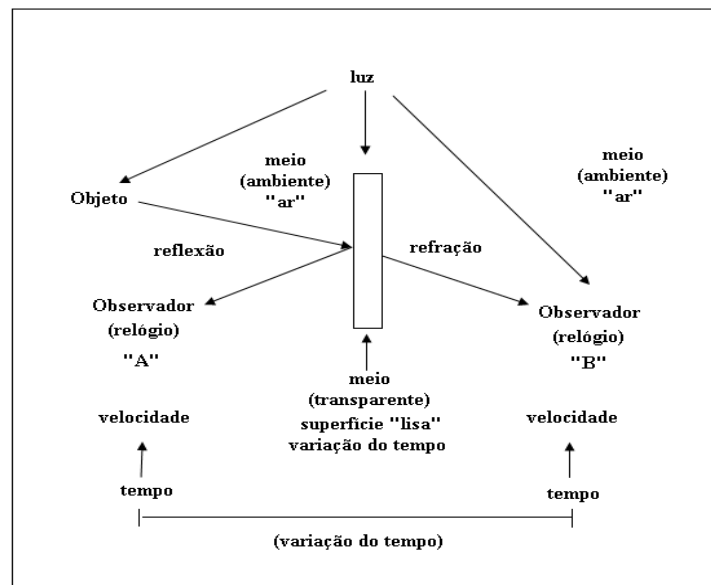 luz
meio
(ambiente)
"ar"
meio
(ambiente)
"ar"
Objeto
reflexão
refração
Observador
(relógio)
"A"
Observador
(relógio)
"B"
meio
(transparente)
superfície "lisa"
variação do tempo
velocidade
velocidade
tempo
tempo
(variação do tempo)